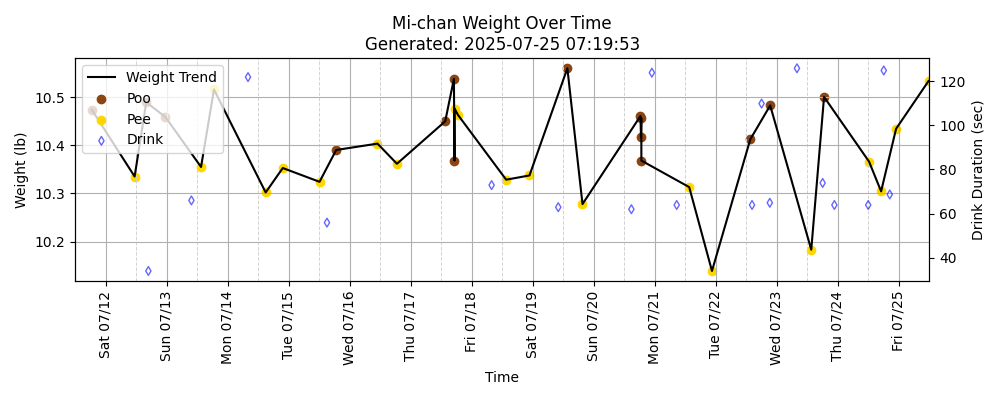 Mi-chan Weight Over Time
Generated: 2025-07-25 07:19:53
Weight Trend
Poo
Pee
Drink
Weight (lb)
10.5
10.4
10.3
10.2
Drink Duration (sec)
120
100
80
60
40
Sat 07/12
Sun 07/13
Mon 07/14
Tue 07/15
Wed 07/16
Thu 07/17
Fri 07/18
Sat 07/19
Sun 07/20
Mon 07/21
Tue 07/22
Wed 07/23
Thu 07/24
Fri 07/25
Time